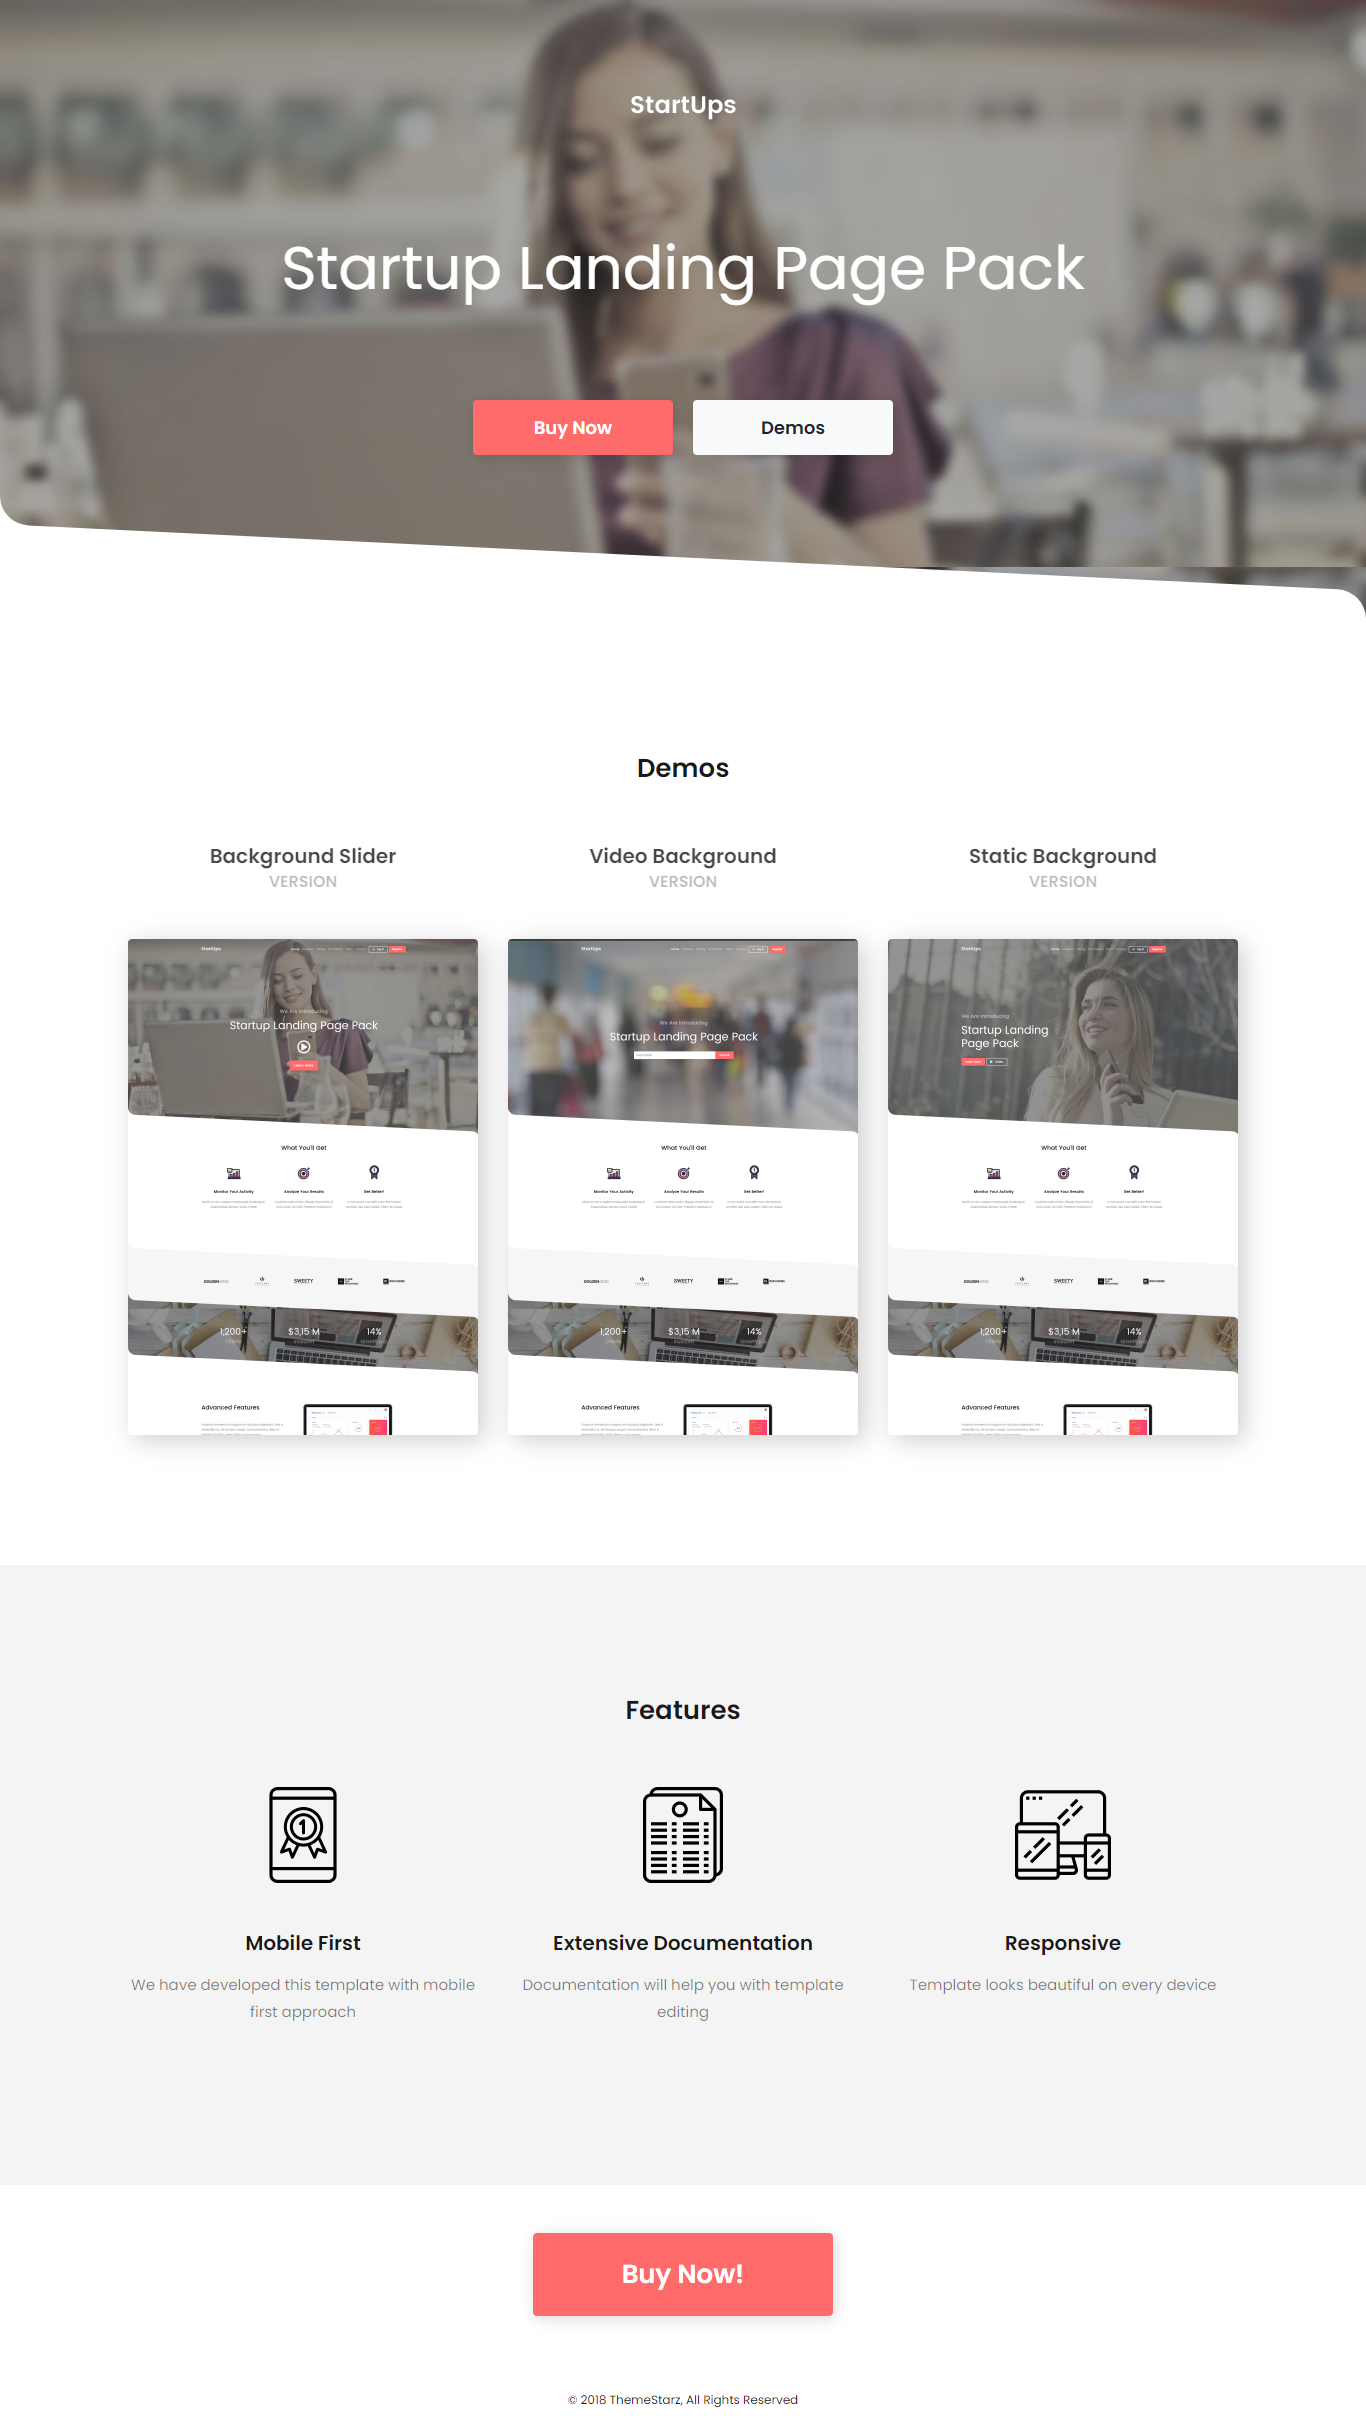 StartUps
Startup Landing Page Pack
Buy Now
Demos
Demos
Background Slider
VERSION
Video Background
VERSION
Static Background
VERSION
StartUps
We Are Introducing
Startup Landing Page Pack
Learn More
What You'll Get
Monitor Your Activity
Analyze Your Results
Get Better!
SWEETY
1,200+
$3,15 M
14%
Advanced Features
StartUps
We Are Introducing
Startup Landing Page Pack
What You'll Get
Monitor Your Activity
Analyze Your Results
Get Better!
SWEETY
1,200+
$3,15 M
14%
Advanced Features
StartUps
We Are Introducing
Startup Landing
Page Pack
What You'll Get
Monitor Your Activity
Analyze Your Results
Get Better!
SWEETY
1,200+
$3,15 M
14%
Advanced Features
Features
Mobile First
We have developed this template with mobile
first approach
Extensive Documentation
Documentation will help you with template
editing
Responsive
Template looks beautiful on every device
Buy Now!
© 2018 ThemeStarz, All Rights Reserved